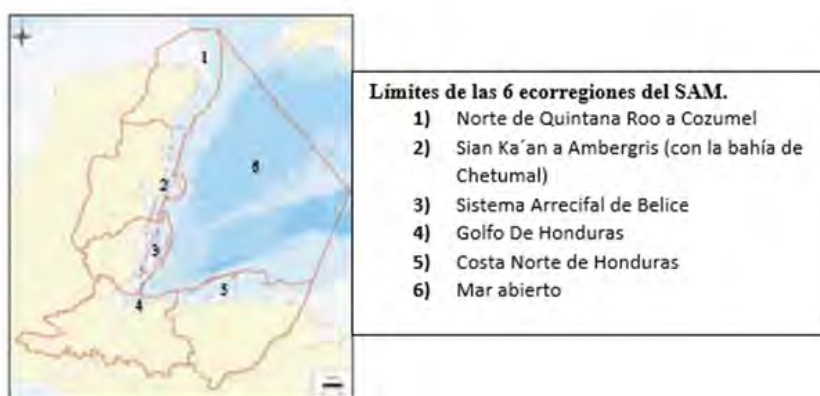 1
2
3
4
5
6
Límites de las 6 ecorregiones del SAM.
1) Norte de Quintana Roo a Cozumel
2) Sian Ka´an a Ambergris (con la bahía de
Chetumal)
3) Sistema Arrecifal de Belice
4) Golfo De Honduras
5) Costa Norte de Honduras
6) Mar abierto